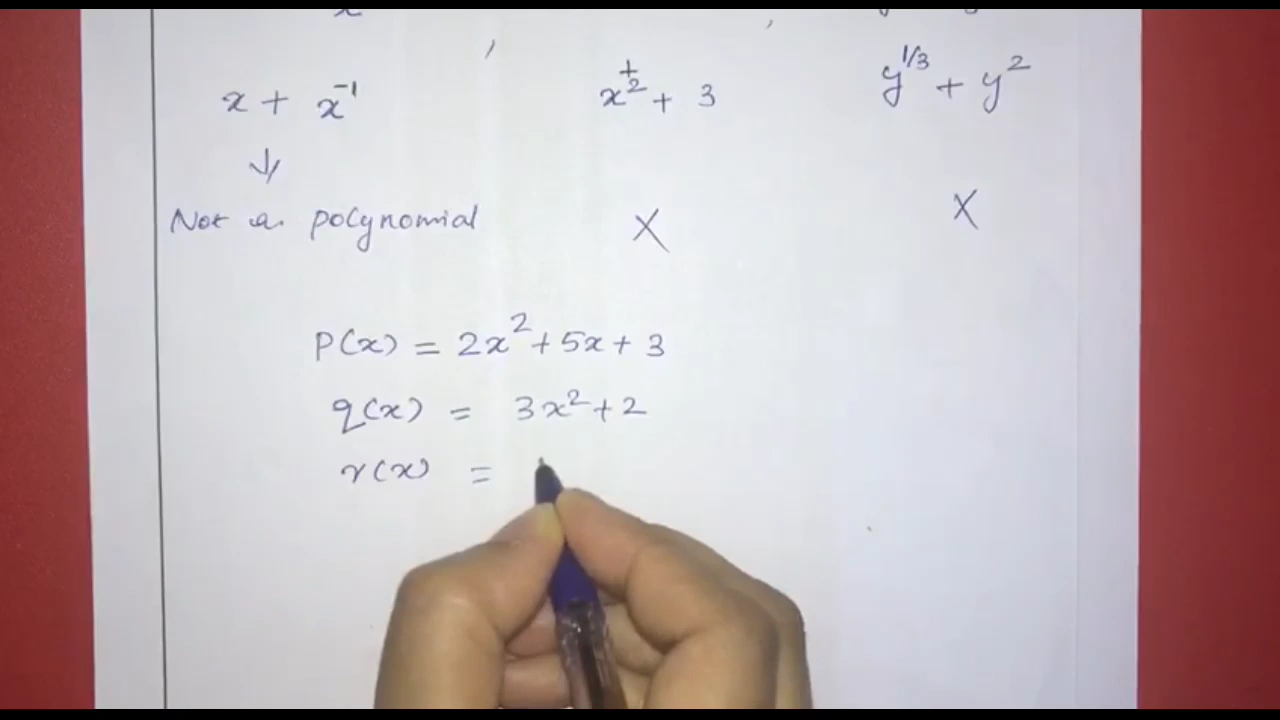 x + x⁻¹ , x^½ + 3 , y^1/3 + y²
Not a polynomial X X
P(x) = 2x² + 5x + 3
q(x) = 3x² + 2
r(x) =